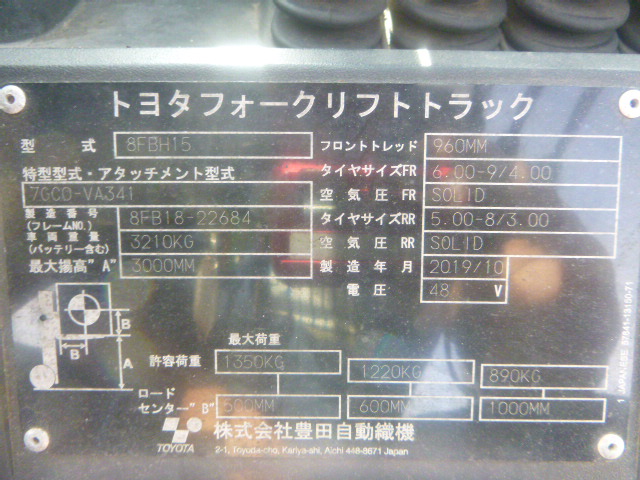 トヨタフォークリフトトラック
型式 8FBH15 フロントトレッド 960MM
特型型式・アタッチメント型式 タイヤサイズFR 6.00-9/4.00
7GCO-VA341 空気圧 FR SOLID
製造番号(フレームNO.) 8FB18-22684 タイヤサイズRR 5.00-8/3.00
車両重量(バッテリー含む) 3210KG 空気圧 RR SOLID
最大揚高"A" 3000MM 製造年月 2019/10
電圧 48 V
B
B A
最大荷重
許容荷重 1350KG 1220KG 890KG
ロードセンター"B" 500MM 600MM 1000MM
TOYOTA 株式会社豊田自動織機
2-1, Toyoda-cho, Kariya-shi, Aichi 448-8671 Japan